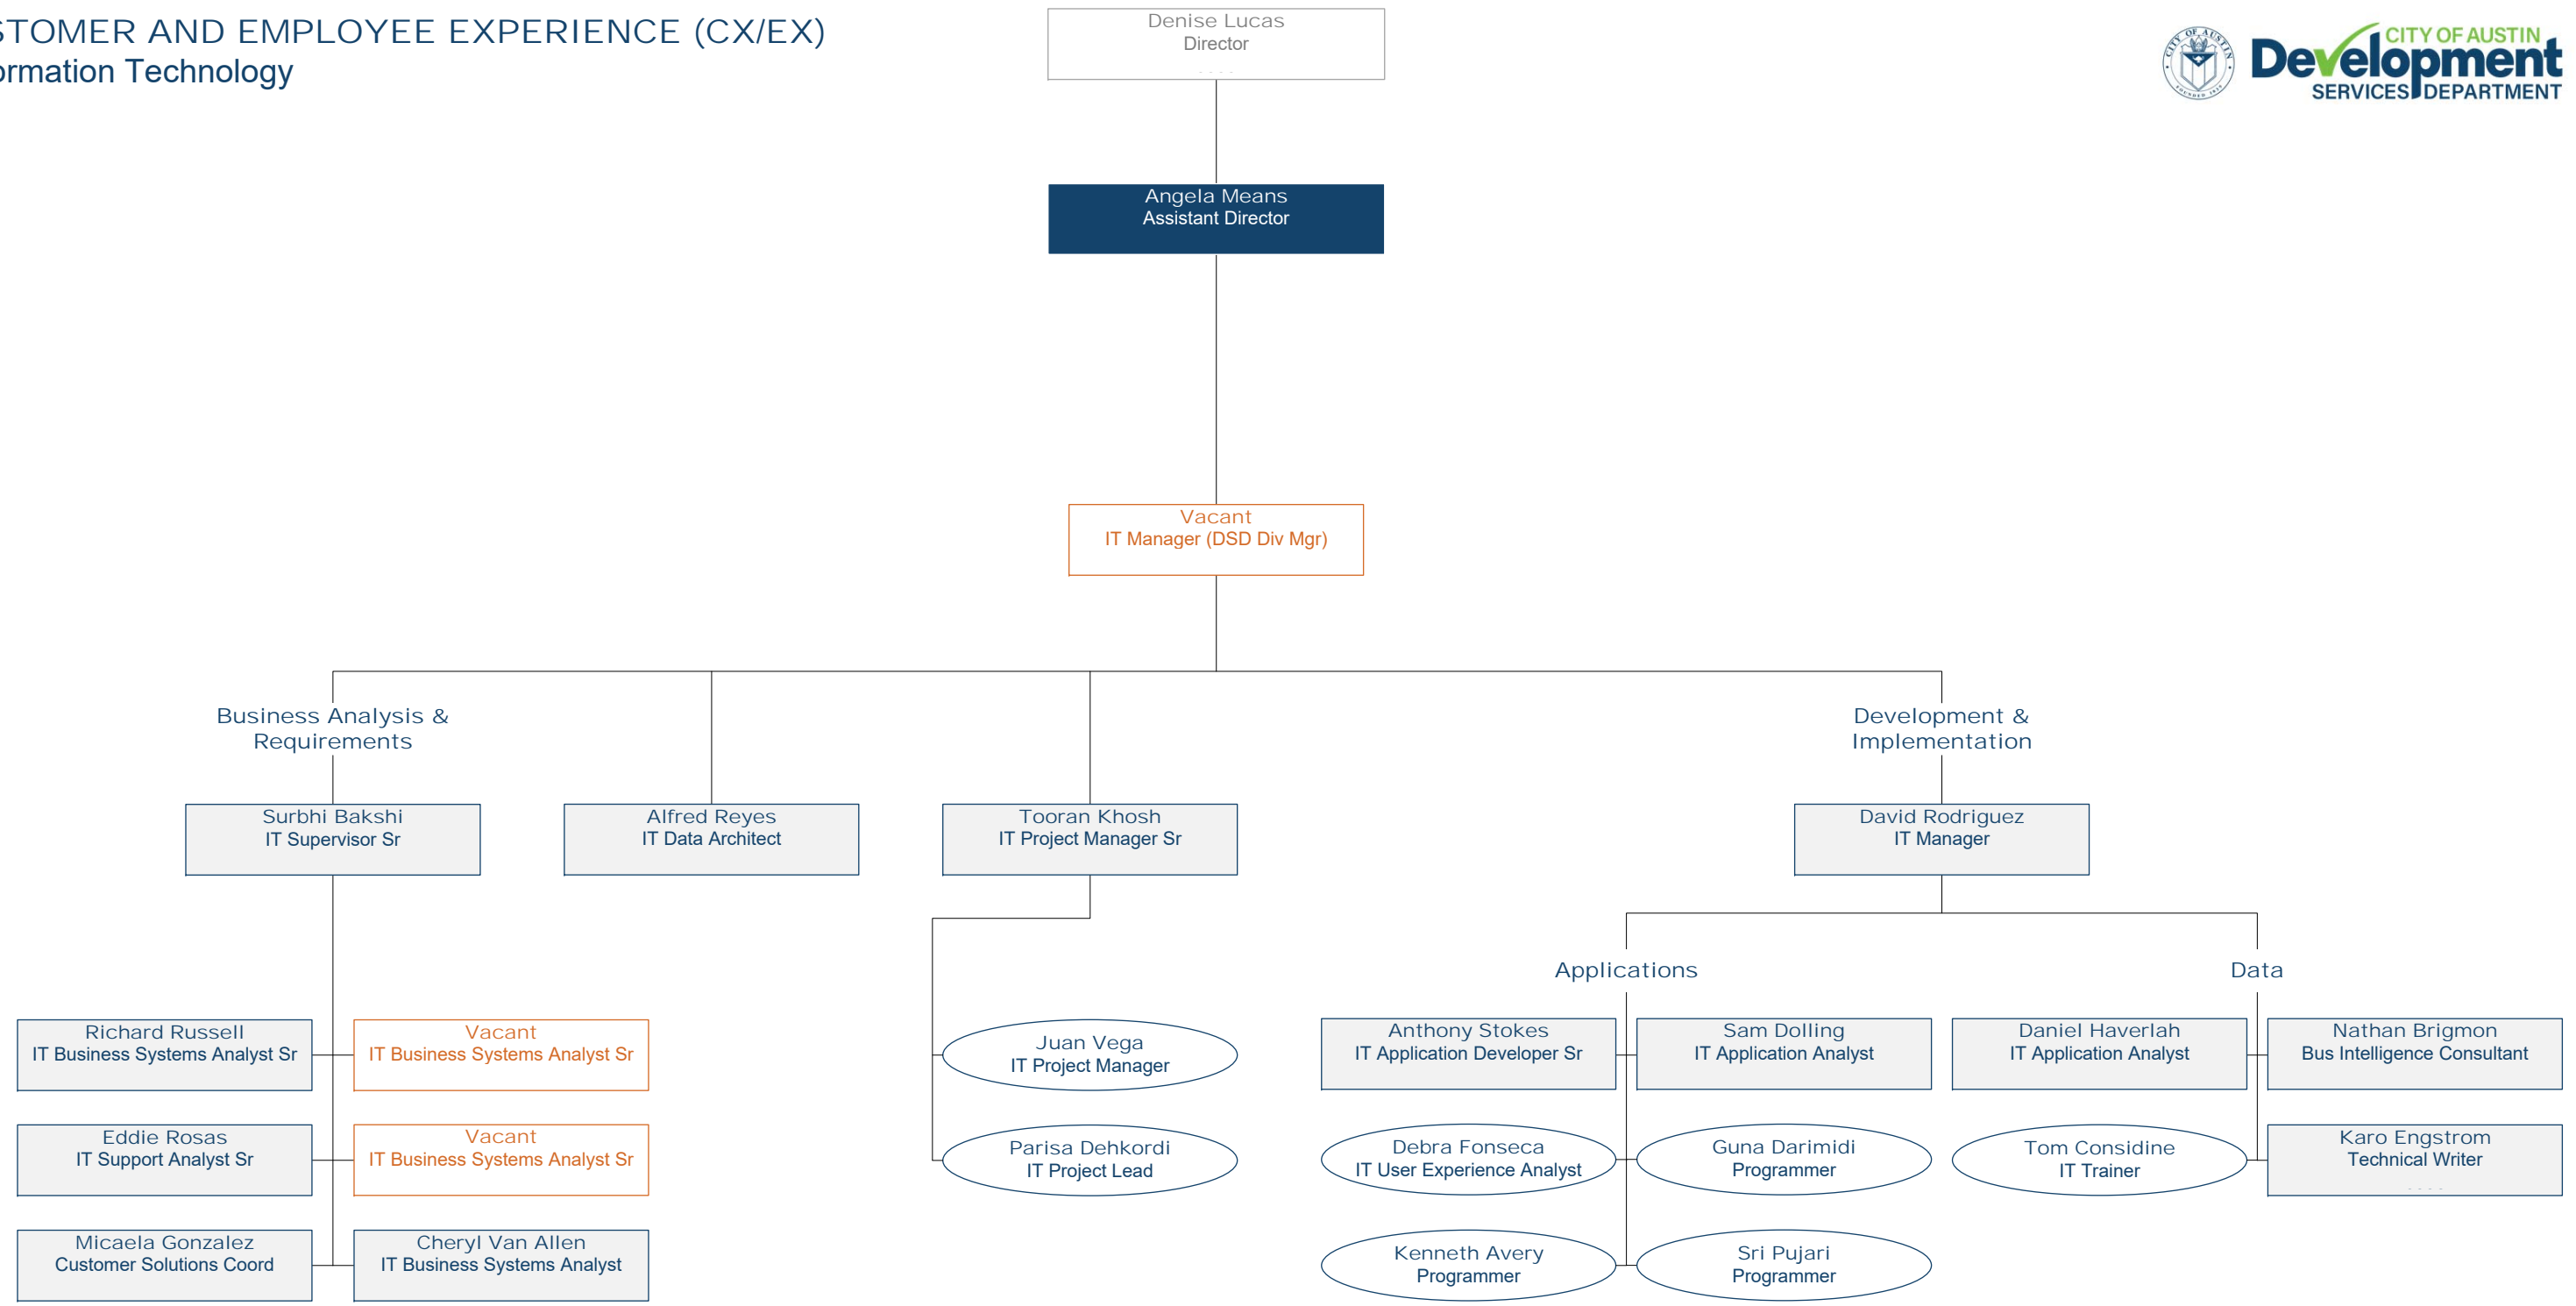 STOMER AND EMPLOYEE EXPERIENCE (CX/EX)
ormation Technology
Denise Lucas
Director
- - - -
CITY OF AUSTIN
FOUNDED 1839
CITY OF AUSTIN
Development
SERVICES DEPARTMENT
Angela Means
Assistant Director
Vacant
IT Manager (DSD Div Mgr)
Business Analysis &
Requirements
Development &
Implementation
Surbhi Bakshi
IT Supervisor Sr
Alfred Reyes
IT Data Architect
Tooran Khosh
IT Project Manager Sr
David Rodriguez
IT Manager
Applications
Data
Richard Russell
IT Business Systems Analyst Sr
Vacant
IT Business Systems Analyst Sr
Juan Vega
IT Project Manager
Anthony Stokes
IT Application Developer Sr
Sam Dolling
IT Application Analyst
Daniel Haverlah
IT Application Analyst
Nathan Brigmon
Bus Intelligence Consultant
Eddie Rosas
IT Support Analyst Sr
Vacant
IT Business Systems Analyst Sr
Parisa Dehkordi
IT Project Lead
Debra Fonseca
IT User Experience Analyst
Guna Darimidi
Programmer
Tom Considine
IT Trainer
Karo Engstrom
Technical Writer
- - - -
Micaela Gonzalez
Customer Solutions Coord
Cheryl Van Allen
IT Business Systems Analyst
Kenneth Avery
Programmer
Sri Pujari
Programmer